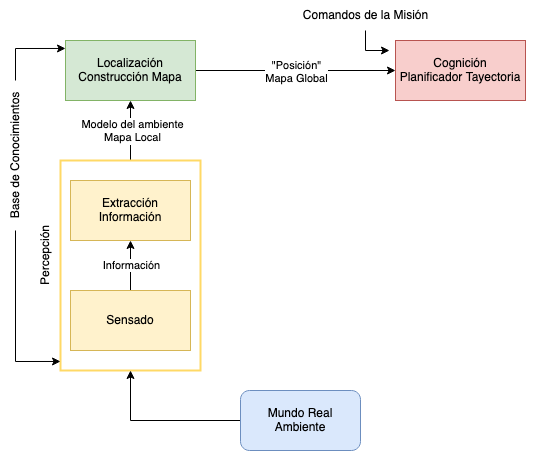 Comandos de la Misión
Localización
Construcción Mapa
"Posición"
Mapa Global
Cognición
Planificador Tayectoria
Modelo del ambiente
Mapa Local
Base de Conocimientos
Percepción
Extracción
Información
Información
Sensado
Mundo Real
Ambiente